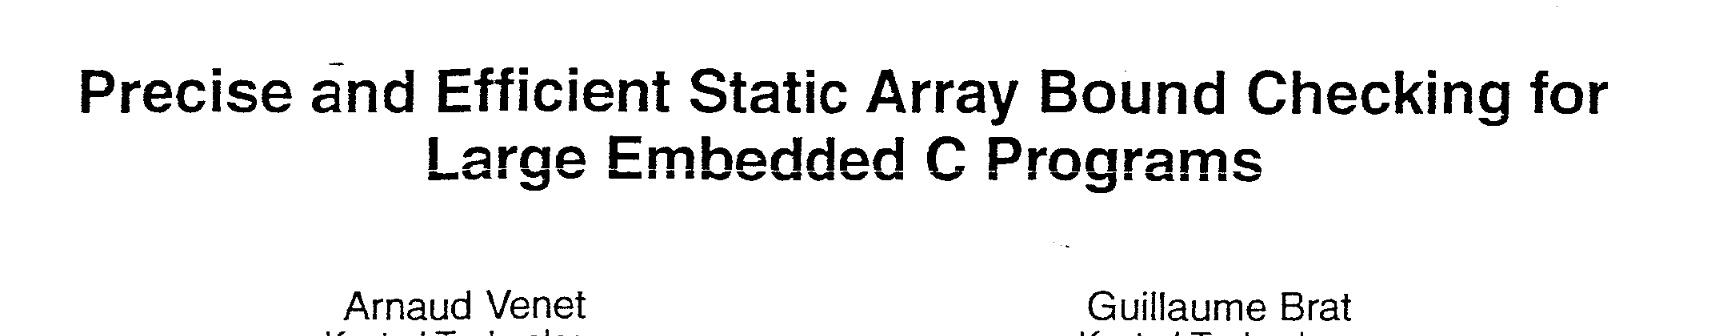 Precise and Efficient Static Array Bound Checking for
Large Embedded C Programs
Arnaud Venet
Guillaume Brat